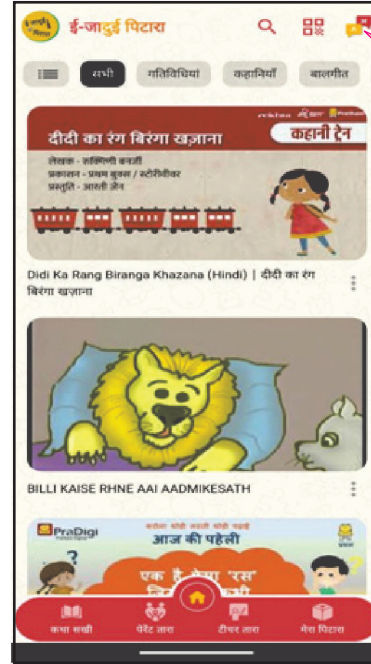 ई-जादुई पिटारा
सभी
गतिविधियां
कहानियाँ
बालगीत
दीदी का रंग बिरंगा खज़ाना
कहानी ट्रेन
लेखक - रुक्मिणी बनर्जी
प्रकाशन - प्रथम बुक्स / स्टोरीवीवर
प्रस्तुति - आरती जैन
Didi Ka Rang Biranga Khazana (Hindi) | दीदी का रंग
बिरंगा खज़ाना
BILLI KAISE RHNE AAI AADMIKESATH
PraDigi
आज की पहेली
एक है ऐसा 'रस'
कथा सखी
पेरेंट तारा
टीचर तारा
मेरा पिटारा